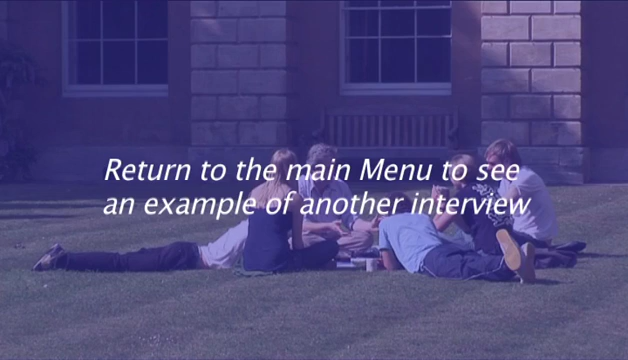 Return to the main Menu to see
an example of another interview